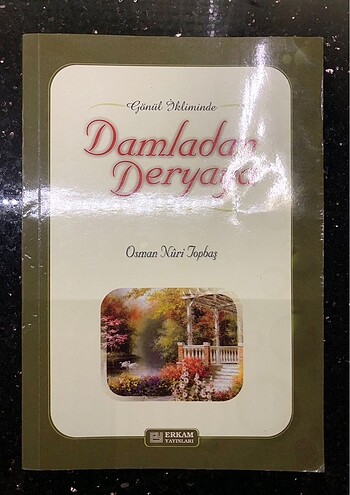 Gönül İkliminde
Damladan
Deryaya
Osman Nûri Topbaş
ERKAM
YAYINLARI